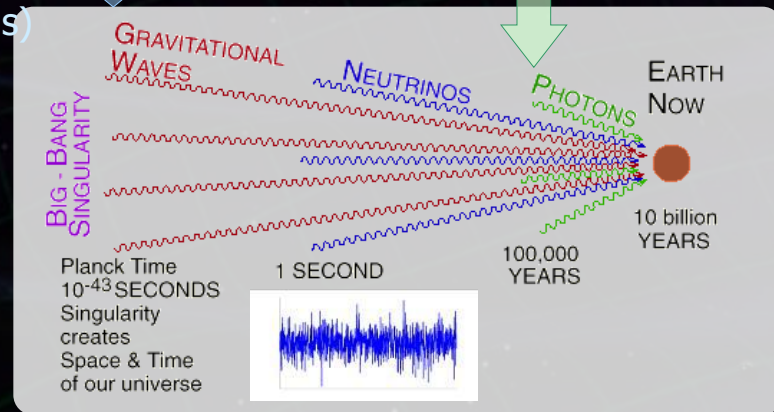 s)
GRAVITATIONAL
WAVES
NEUTRINOS
PHOTONS
EARTH
NOW
BIG - BANG
SINGULARITY
Planck Time
10-43 SECONDS
Singularity
creates
Space & Time
of our universe
1 SECOND
100,000
YEARS
10 billion
YEARS